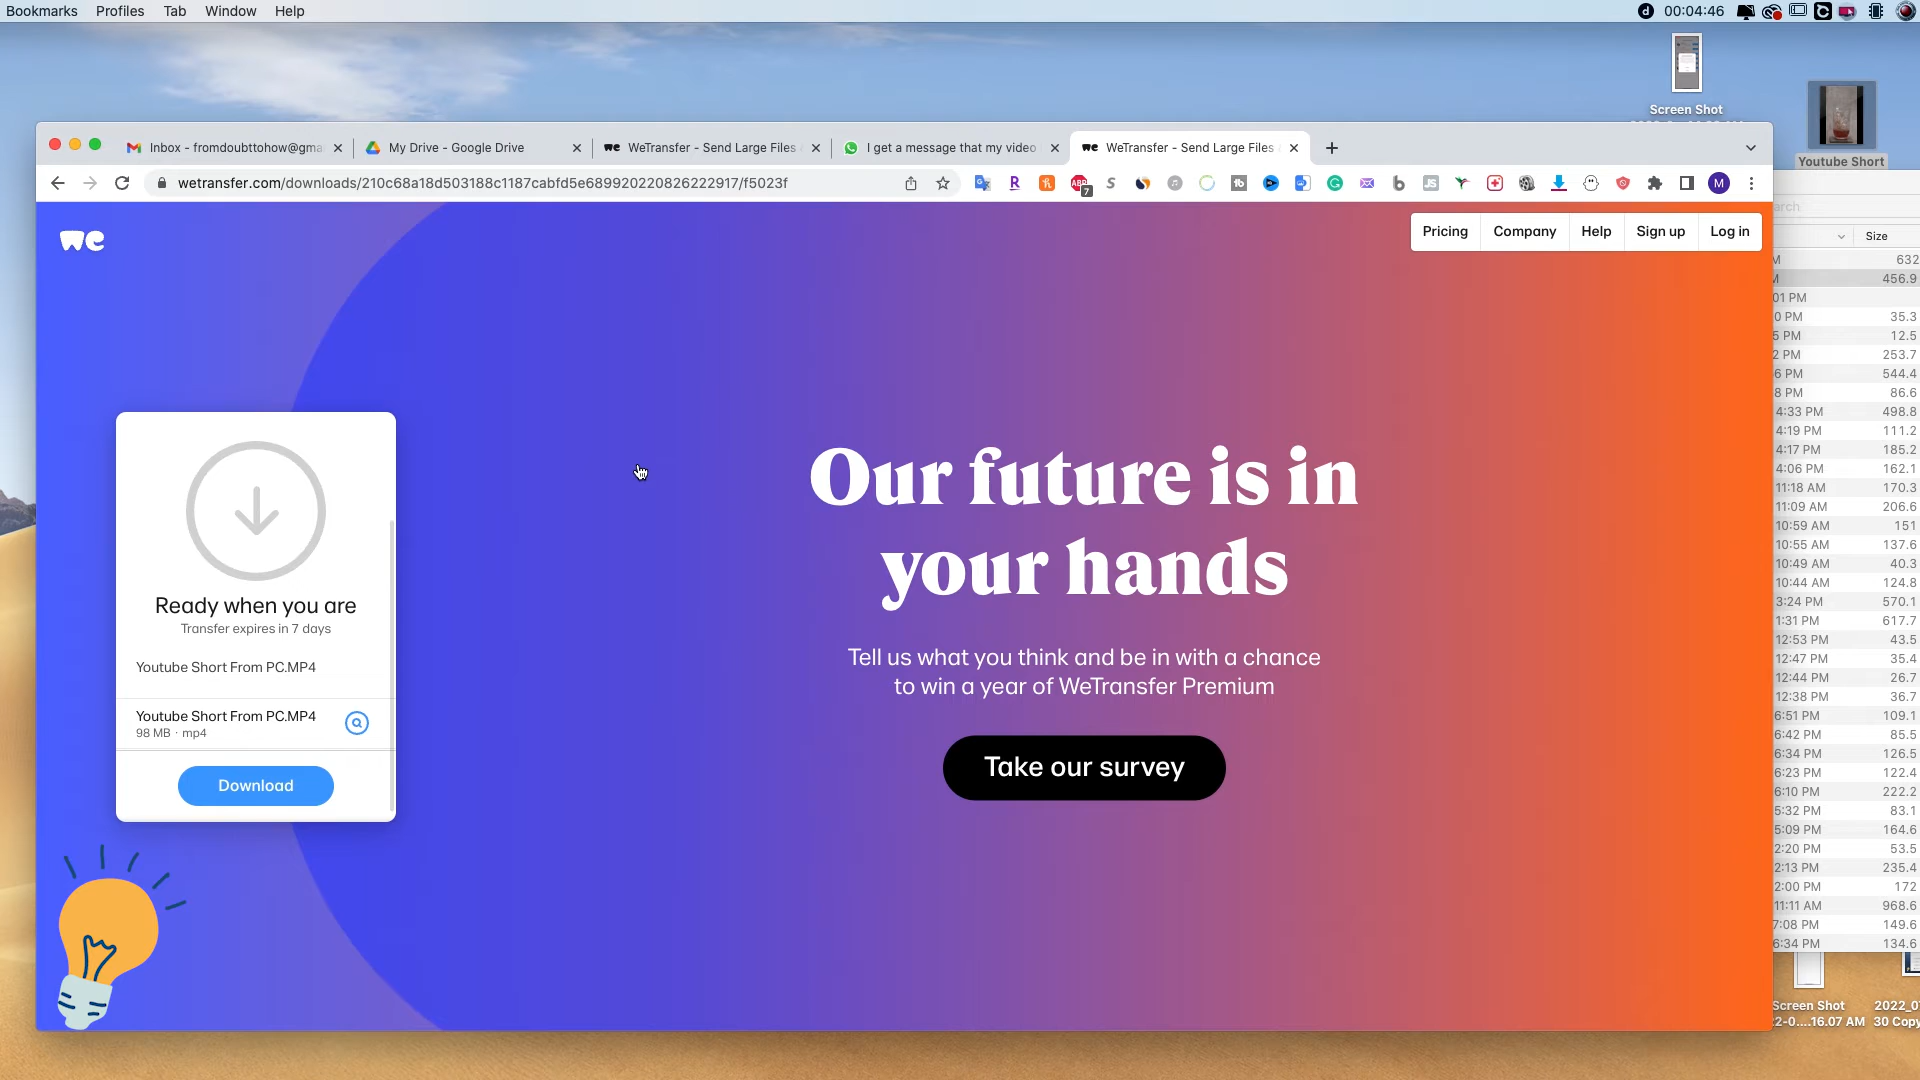 Bookmarks Profiles Tab Window Help
00:04:46
Screen Shot
Youtube Short
Inbox - fromdoubttohow@gma
My Drive - Google Drive
WeTransfer - Send Large Files
I get a message that my video
WeTransfer - Send Large Files
wetransfer.com/downloads/210c68a18d503188c1187cabfd5e689920220826222917/f5023f
7
M
we
Pricing
Company
Help
Sign up
Log in
Size
M 632
M 456.9
01 PM
0 PM 35.3
5 PM 12.5
2 PM 253.7
6 PM 544.4
8 PM 86.6
4:33 PM 498.8
4:19 PM 111.2
4:17 PM 185.2
4:06 PM 162.1
11:18 AM 170.3
11:09 AM 206.6
10:59 AM 151
10:55 AM 137.6
10:49 AM 40.3
10:44 AM 124.8
3:24 PM 570.1
1:31 PM 617.7
12:53 PM 43.5
12:47 PM 35.4
12:44 PM 26.7
12:38 PM 36.7
6:51 PM 109.1
6:42 PM 85.5
6:34 PM 126.5
6:23 PM 122.4
6:10 PM 222.2
5:32 PM 83.1
5:09 PM 164.6
2:20 PM 53.5
2:13 PM 235.4
2:00 PM 172
11:11 AM 968.6
7:08 PM 149.6
6:34 PM 134.6
Ready when you are
Transfer expires in 7 days
Youtube Short From PC.MP4
Youtube Short From PC.MP4
98 MB · mp4
Download
Our future is in
your hands
Tell us what you think and be in with a chance
to win a year of WeTransfer Premium
Take our survey
Screen Shot
22-0....16.07 AM
2022_0
30 Copy